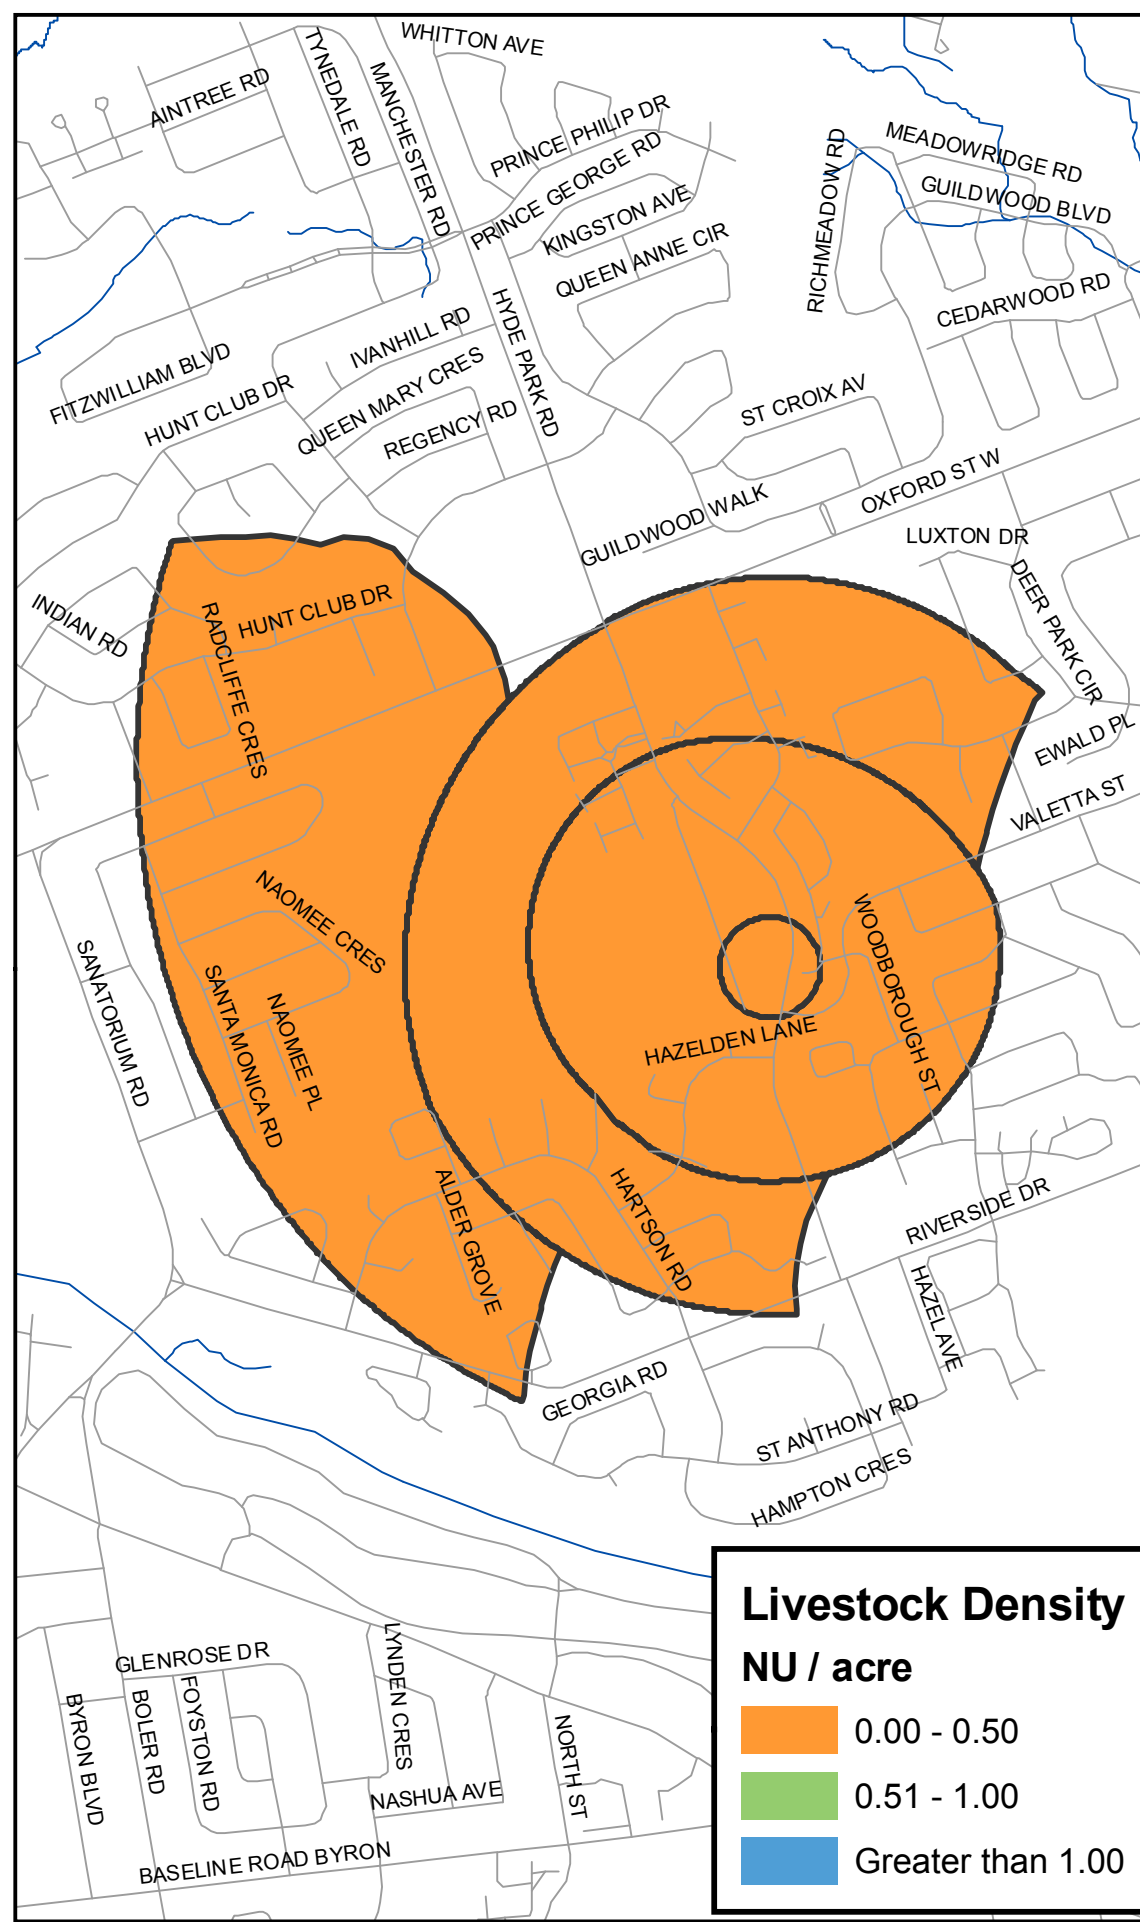 WHITTON AVE
TYNEDALE RD
MANCHESTER RD
AINTREE RD
PRINCE PHILIP DR
PRINCE GEORGE RD
RICHMEADOW RD
MEADOWRIDGE RD
GUILDWOOD BLVD
KINGSTON AVE
QUEEN ANNE CIR
CEDARWOOD RD
HYDE PARK RD
IVANHILL RD
FITZWILLIAM BLVD
QUEEN MARY CRES
HUNT CLUB DR
REGENCY RD
ST CROIX AV
OXFORD ST W
GUILDWOOD WALK
LUXTON DR
DEER PARK CIR
INDIAN RD
RADCLIFFE CRES
HUNT CLUB DR
EWALD PL
VALETTA ST
NAOMEE CRES
WOODBOROUGH ST
SANATORIUM RD
SANTA MONICA RD
NAOMEE PL
HAZELDEN LANE
ALDER GROVE
HARTSON RD
RIVERSIDE DR
HAZEL AVE
GEORGIA RD
ST ANTHONY RD
HAMPTON CRES
GLENROSE DR
LYNDEN CRES
BYRON BLVD
BOLER RD
FOYSTON RD
NORTH ST
NASHUA AVE
BASELINE ROAD BYRON
Livestock Density
NU / acre
0.00 - 0.50
0.51 - 1.00
Greater than 1.00